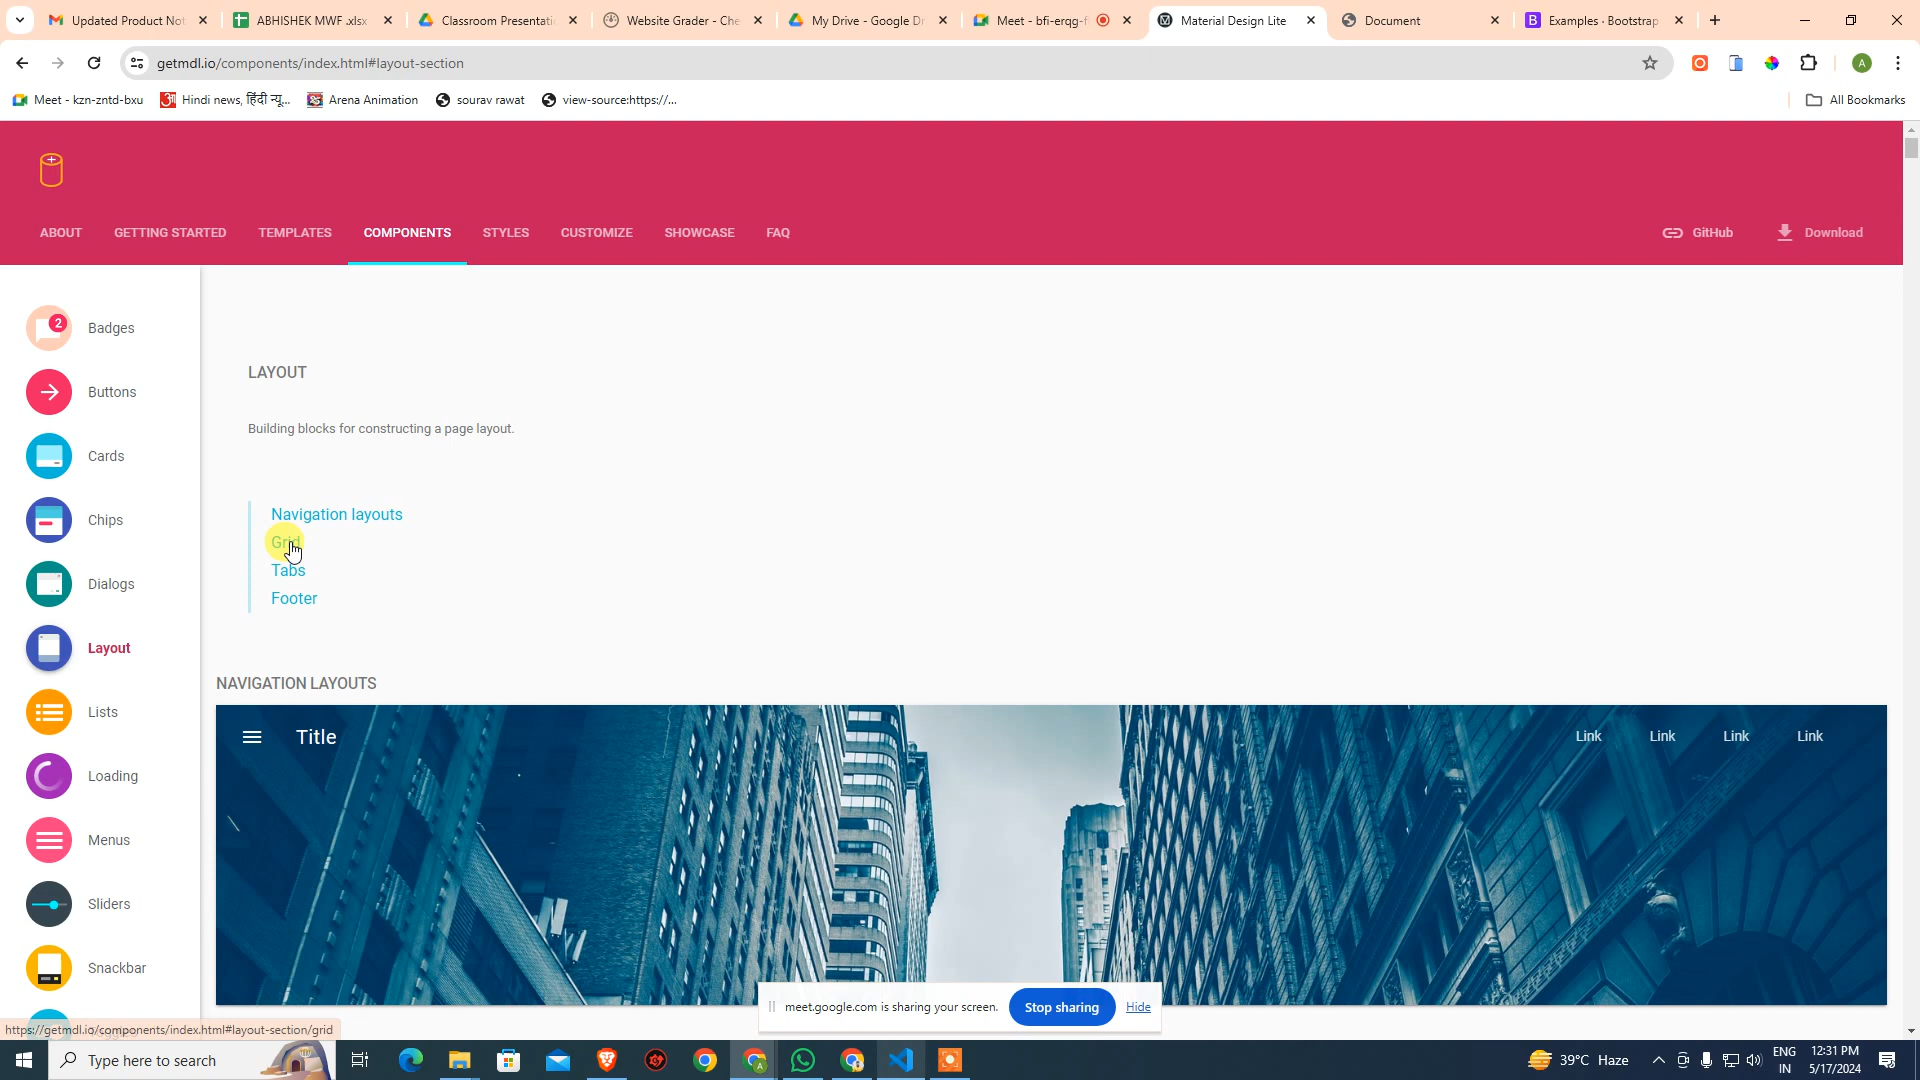 Updated Product Not
ABHISHEK MWF .xlsx
Classroom Presentatio
Website Grader - Che
My Drive - Google Dr
Meet - bfi-erqg-f
Material Design Lite
Document
B Examples · Bootstrap
getmdl.io/components/index.html#layout-section
A
Meet - kzn-zntd-bxu
Hindi news, हिंदी न्यू...
Arena Animation
sourav rawat
view-source:https://...
All Bookmarks
ABOUT
GETTING STARTED
TEMPLATES
COMPONENTS
STYLES
CUSTOMIZE
SHOWCASE
FAQ
GitHub
Download
2
Badges
Buttons
Cards
Chips
Dialogs
Layout
Lists
Loading
Menus
Sliders
Snackbar
LAYOUT
Building blocks for constructing a page layout.
Navigation layouts
Grid
Tabs
Footer
NAVIGATION LAYOUTS
Title
Link
Link
Link
Link
meet.google.com is sharing your screen.
Stop sharing
Hide
https://getmdl.io/components/index.html#layout-section/grid
Type here to search
39°C Haze
ENG
IN
12:31 PM
5/17/2024